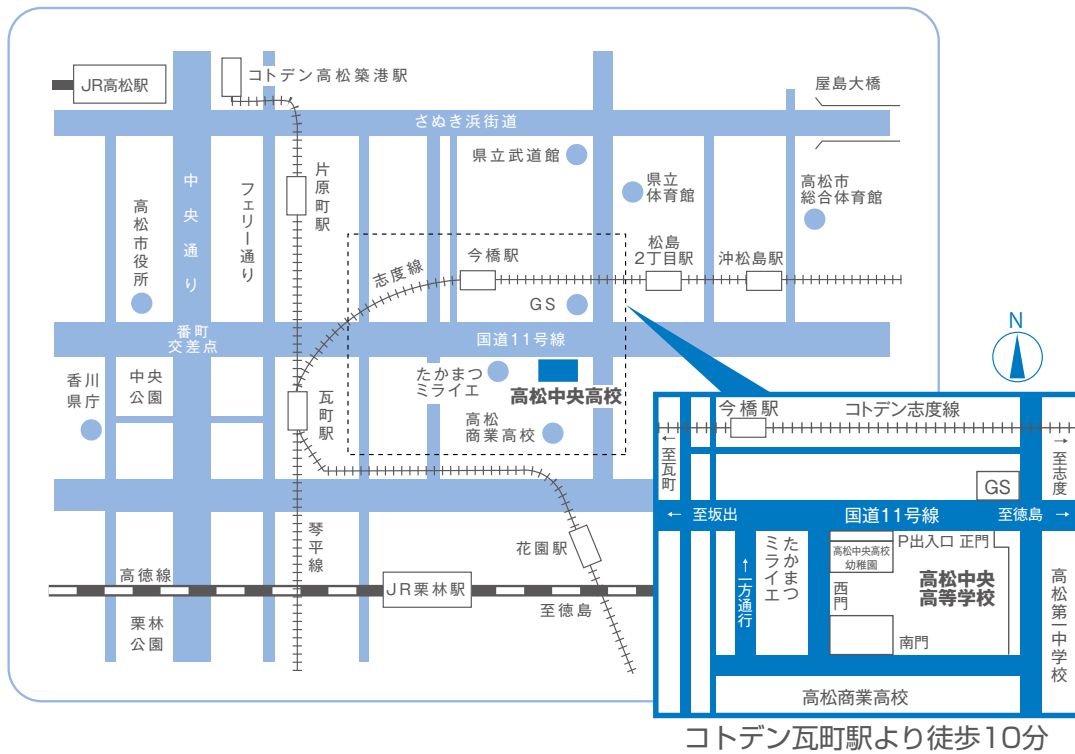 JR高松駅
コトデン高松築港駅
屋島大橋
さぬき浜街道
県立武道館
県立
体育館
高松市
総合体育館
中央通り
フェリー通り
片原町駅
高松市役所
志度線
今橋駅
松島
2丁目駅
沖松島駅
GS
番町
交差点
国道11号線
香川
県庁
中央
公園
瓦町駅
たかまつ
ミライエ
高松中央高校
高松
商業高校
琴平線
花園駅
高徳線
JR栗林駅
至徳島
栗林
公園
N
今橋駅
コトデン志度線
←至瓦町
→至志度
GS
← 至坂出
国道11号線
至徳島 →
←一方通行
たかまつ
ミライエ
高松中央高校
幼稚園
P出入口 正門
西門
高松中央
高等学校
南門
高松第一中学校
高松商業高校
コトデン瓦町駅より徒歩10分